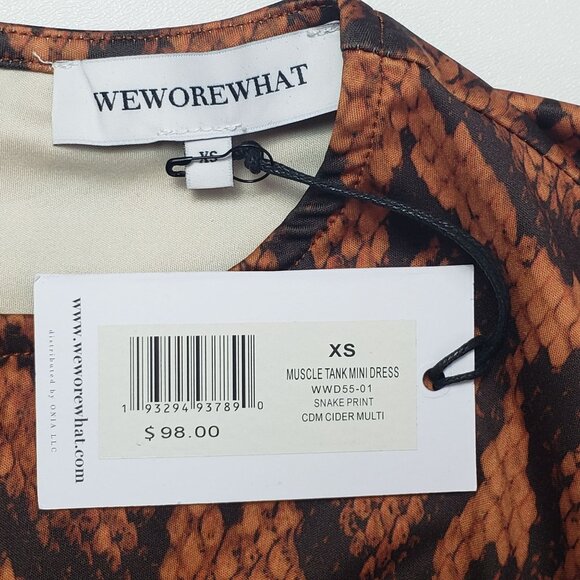 WEWOREWHAT
XS
www.weworewhat.com
distributed by ONIA LLC
XS
MUSCLE TANK MINI DRESS
WWD55-01
SNAKE PRINT
CDM CIDER MULTI
1 93294 93789 0
$98.00